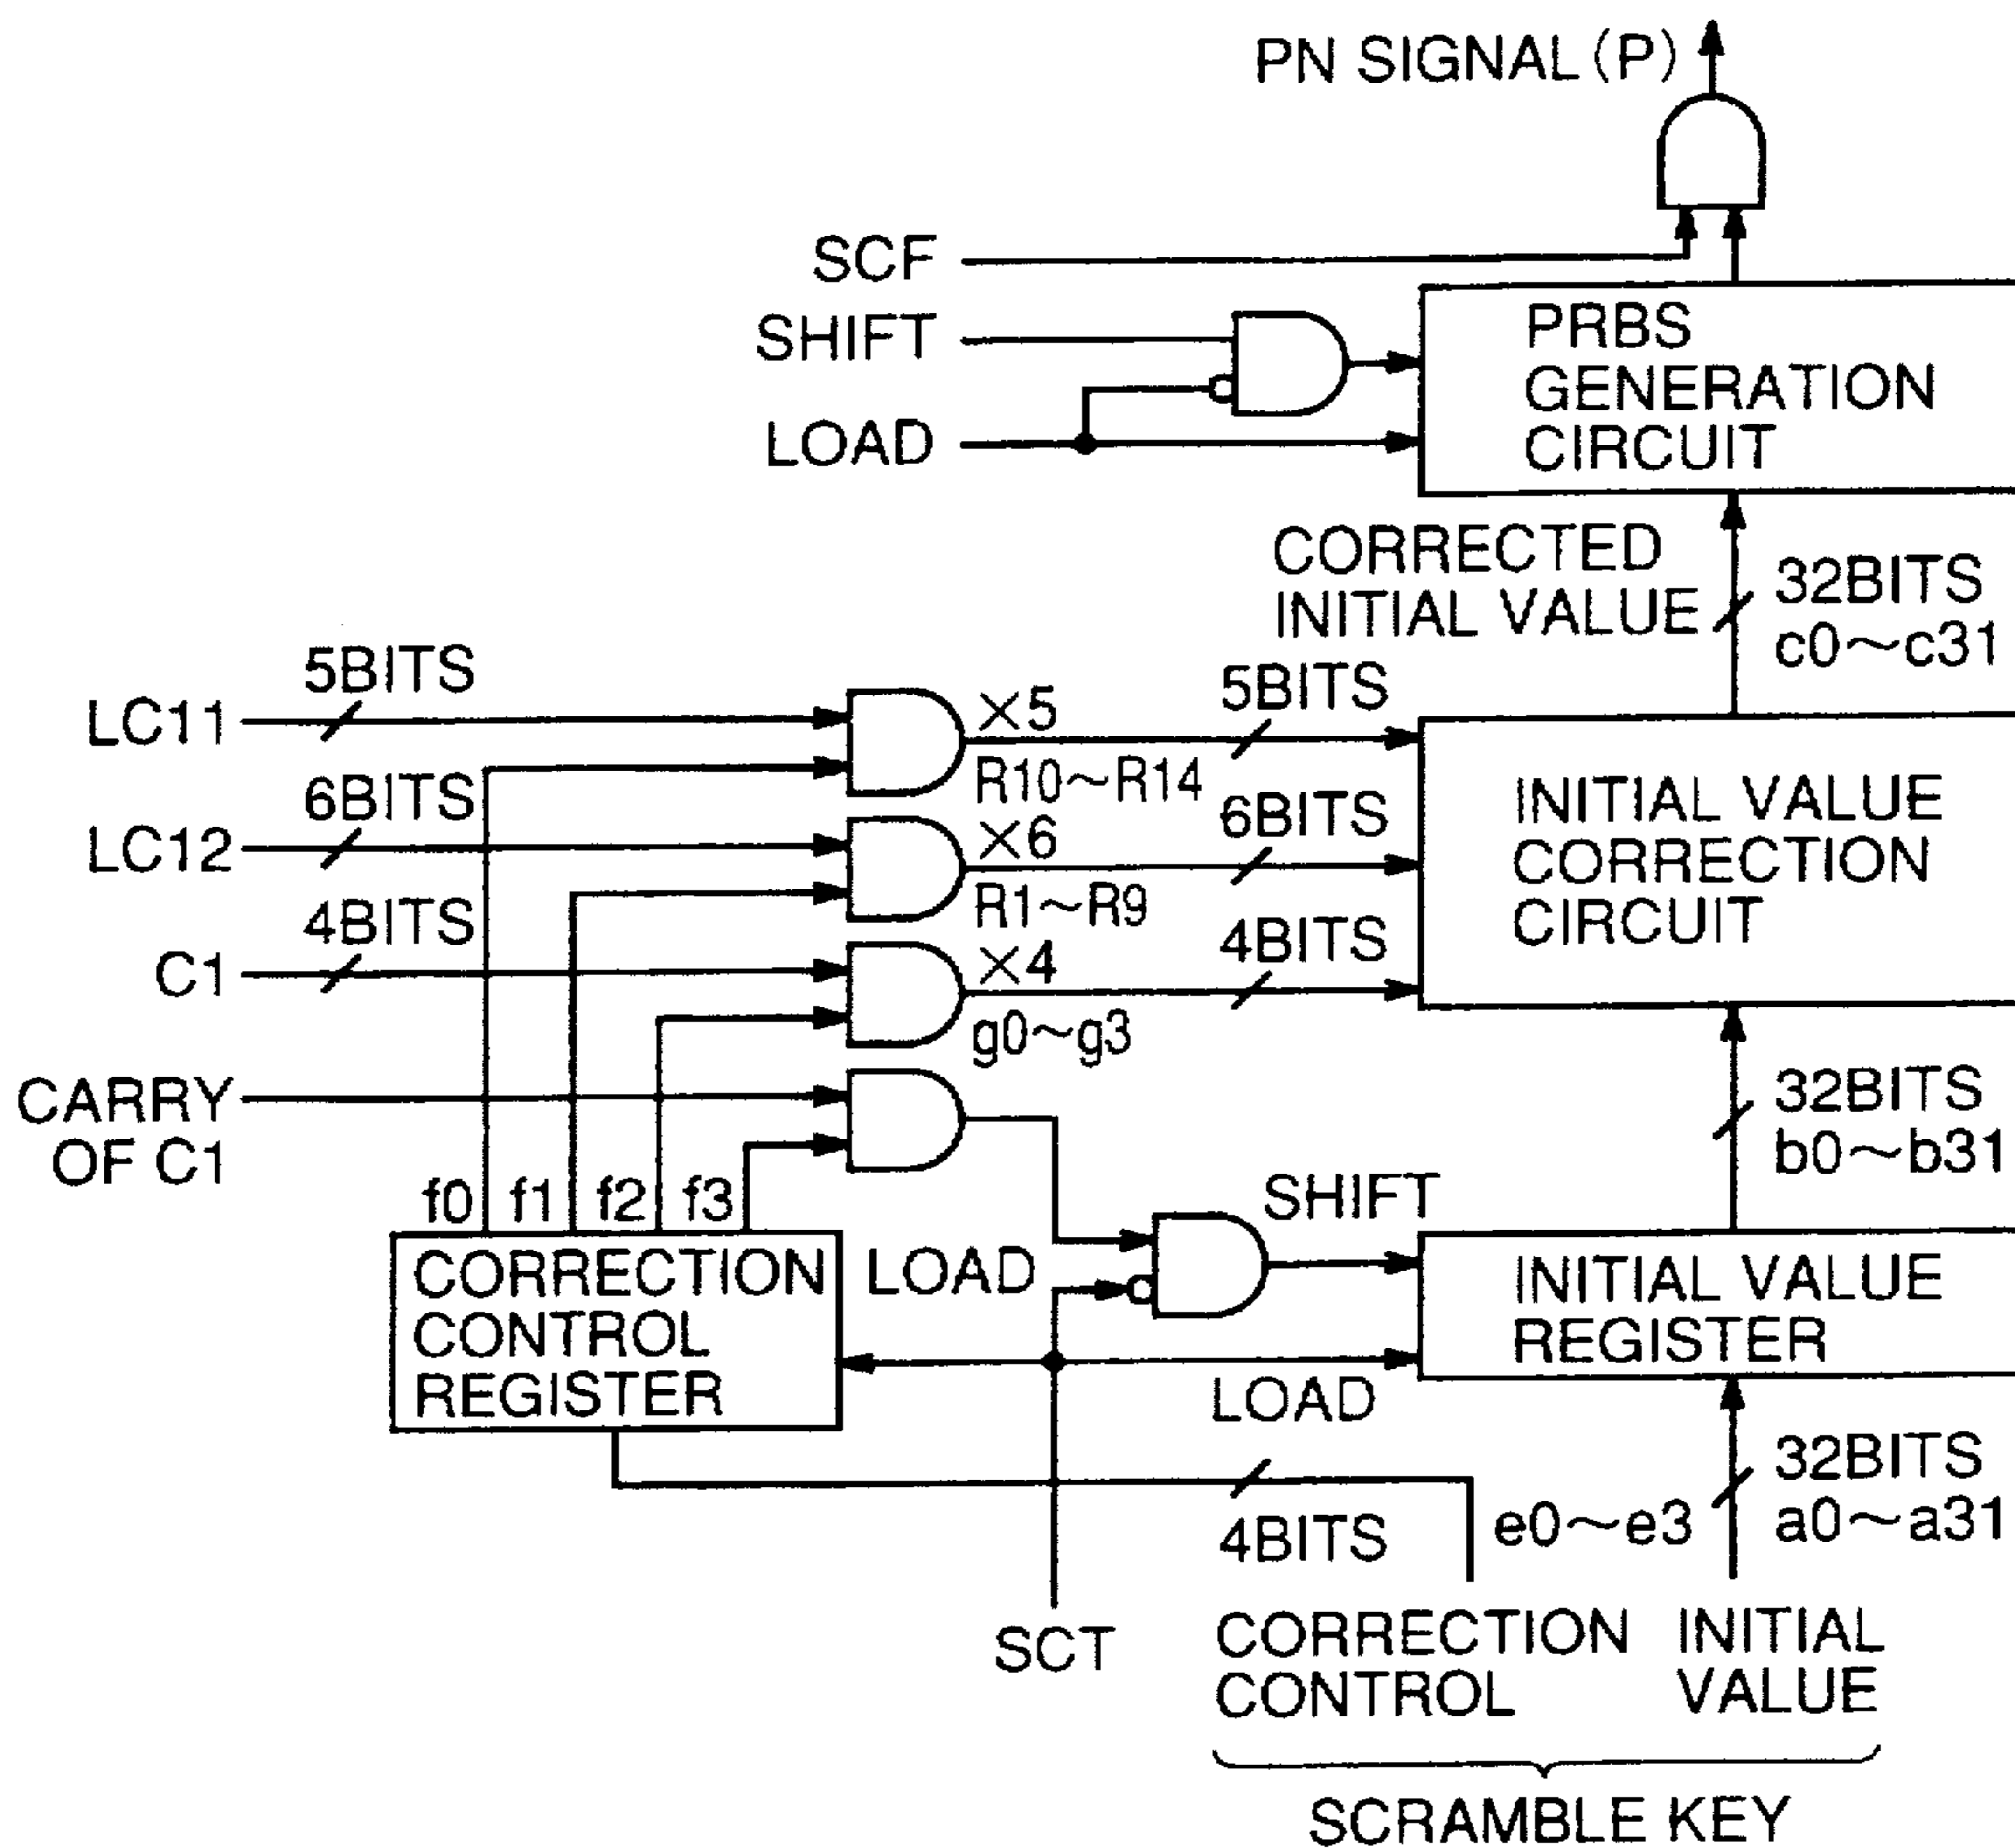 PN SIGNAL (P)
SCF
SHIFT
LOAD
PRBS
GENERATION
CIRCUIT
CORRECTED
INITIAL VALUE
32BITS
c0～c31
LC11
5BITS
×5
R10～R14
5BITS
LC12
6BITS
×6
R1～R9
6BITS
C1
4BITS
×4
g0～g3
4BITS
INITIAL VALUE
CORRECTION
CIRCUIT
CARRY
OF C1
32BITS
b0～b31
f0 f1 f2 f3
CORRECTION
CONTROL
REGISTER
LOAD
SHIFT
INITIAL VALUE
REGISTER
LOAD
4BITS
e0～e3
32BITS
a0～a31
SCT
CORRECTION
CONTROL
INITIAL
VALUE
SCRAMBLE KEY